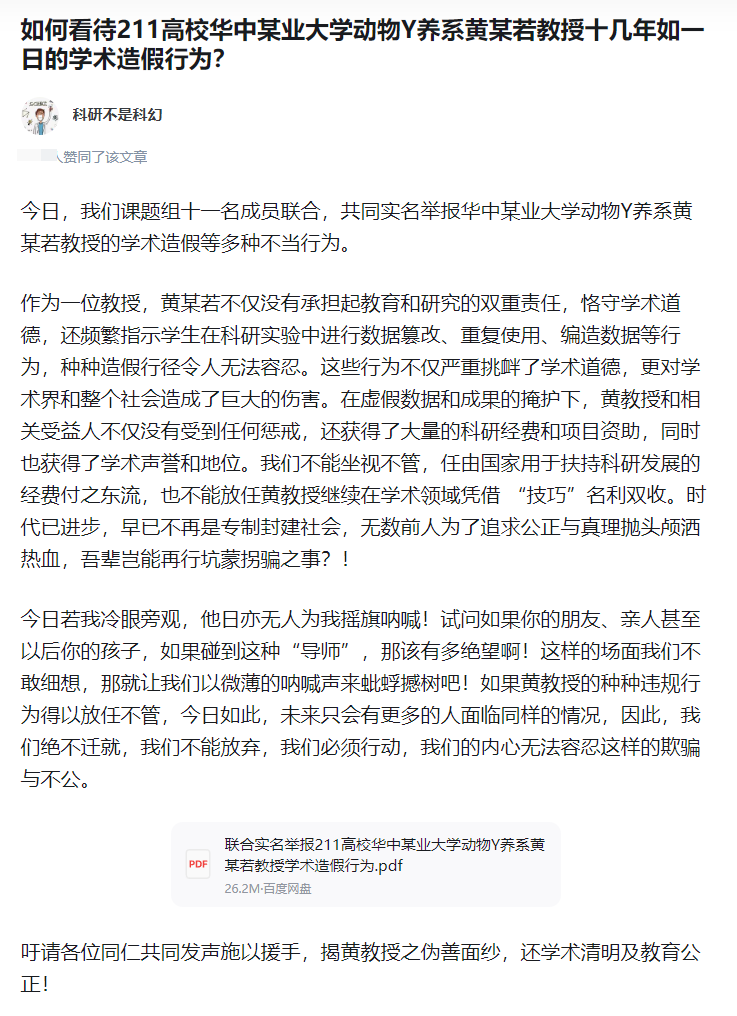 如何看待211高校华中某业大学动物Y养系黄某若教授十几年如一
日的学术造假行为？
科研不是科幻
人赞同了该文章
今日，我们课题组十一名成员联合，共同实名举报华中某业大学动物Y养系黄
某若教授的学术造假等多种不当行为。
作为一位教授，黄某若不仅没有承担起教育和研究的双重责任，恪守学术道
德，还频繁指示学生在科研实验中进行数据篡改、重复使用、编造数据等行
为，种种造假行径令人无法容忍。这些行为不仅严重挑衅了学术道德，更对学
术界和整个社会造成了巨大的伤害。在虚假数据和成果的掩护下，黄教授和相
关受益人不仅没有受到任何惩戒，还获得了大量的科研经费和项目资助，同时
也获得了学术声誉和地位。我们不能坐视不管，任由国家用于扶持科研发展的
经费付之东流，也不能放任黄教授继续在学术领域凭借 “技巧”名利双收。时
代已进步，早已不再是专制封建社会，无数前人为了追求公正与真理抛头颅洒
热血，吾辈岂能再行坑蒙拐骗之事？！
今日若我冷眼旁观，他日亦无人为我摇旗呐喊！试问如果你的朋友、亲人甚至
以后你的孩子，如果碰到这种“导师”，那该有多绝望啊！这样的场面我们不
敢细想，那就让我们以微薄的呐喊声来蚍蜉撼树吧！如果黄教授的种种违规行
为得以放任不管，今日如此，未来只会有更多的人面临同样的情况，因此，我
们绝不迁就，我们不能放弃，我们必须行动，我们的内心无法容忍这样的欺骗
与不公。
PDF
联合实名举报211高校华中某业大学动物Y养系黄
某若教授学术造假行为.pdf
26.2M·百度网盘
吁请各位同仁共同发声施以援手，揭黄教授之伪善面纱，还学术清明及教育公
正！